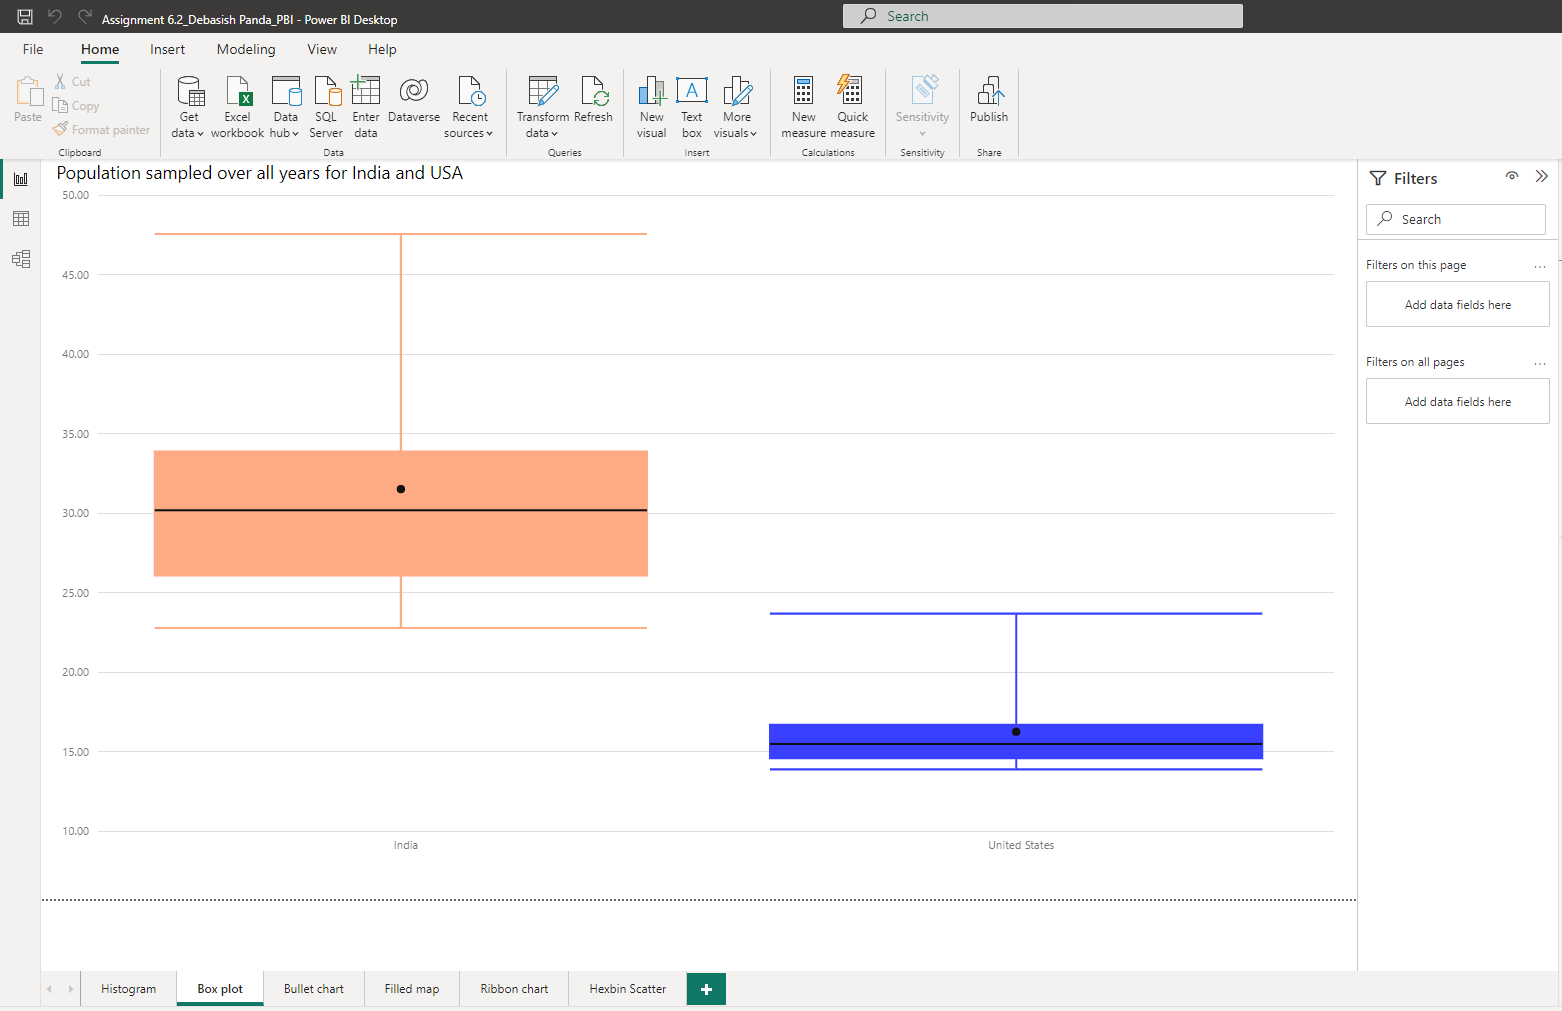 Assignment 6.2_Debasish Panda_PBI - Power BI Desktop
Search
File Home Insert Modeling View Help
Paste
Cut
Copy
Format painter
Clipboard
Get data
Excel workbook
Data hub
SQL Server
Enter data
Dataverse
Recent sources
Data
Transform data
Refresh
Queries
New visual
A
Text box
More visuals
Insert
New measure
Quick measure
Calculations
Sensitivity
Sensitivity
Publish
Share
Population sampled over all years for India and USA
50.00
45.00
40.00
35.00
30.00
25.00
20.00
15.00
10.00
India
United States
Filters
Search
Filters on this page ...
Add data fields here
Filters on all pages ...
Add data fields here
Histogram Box plot Bullet chart Filled map Ribbon chart Hexbin Scatter +